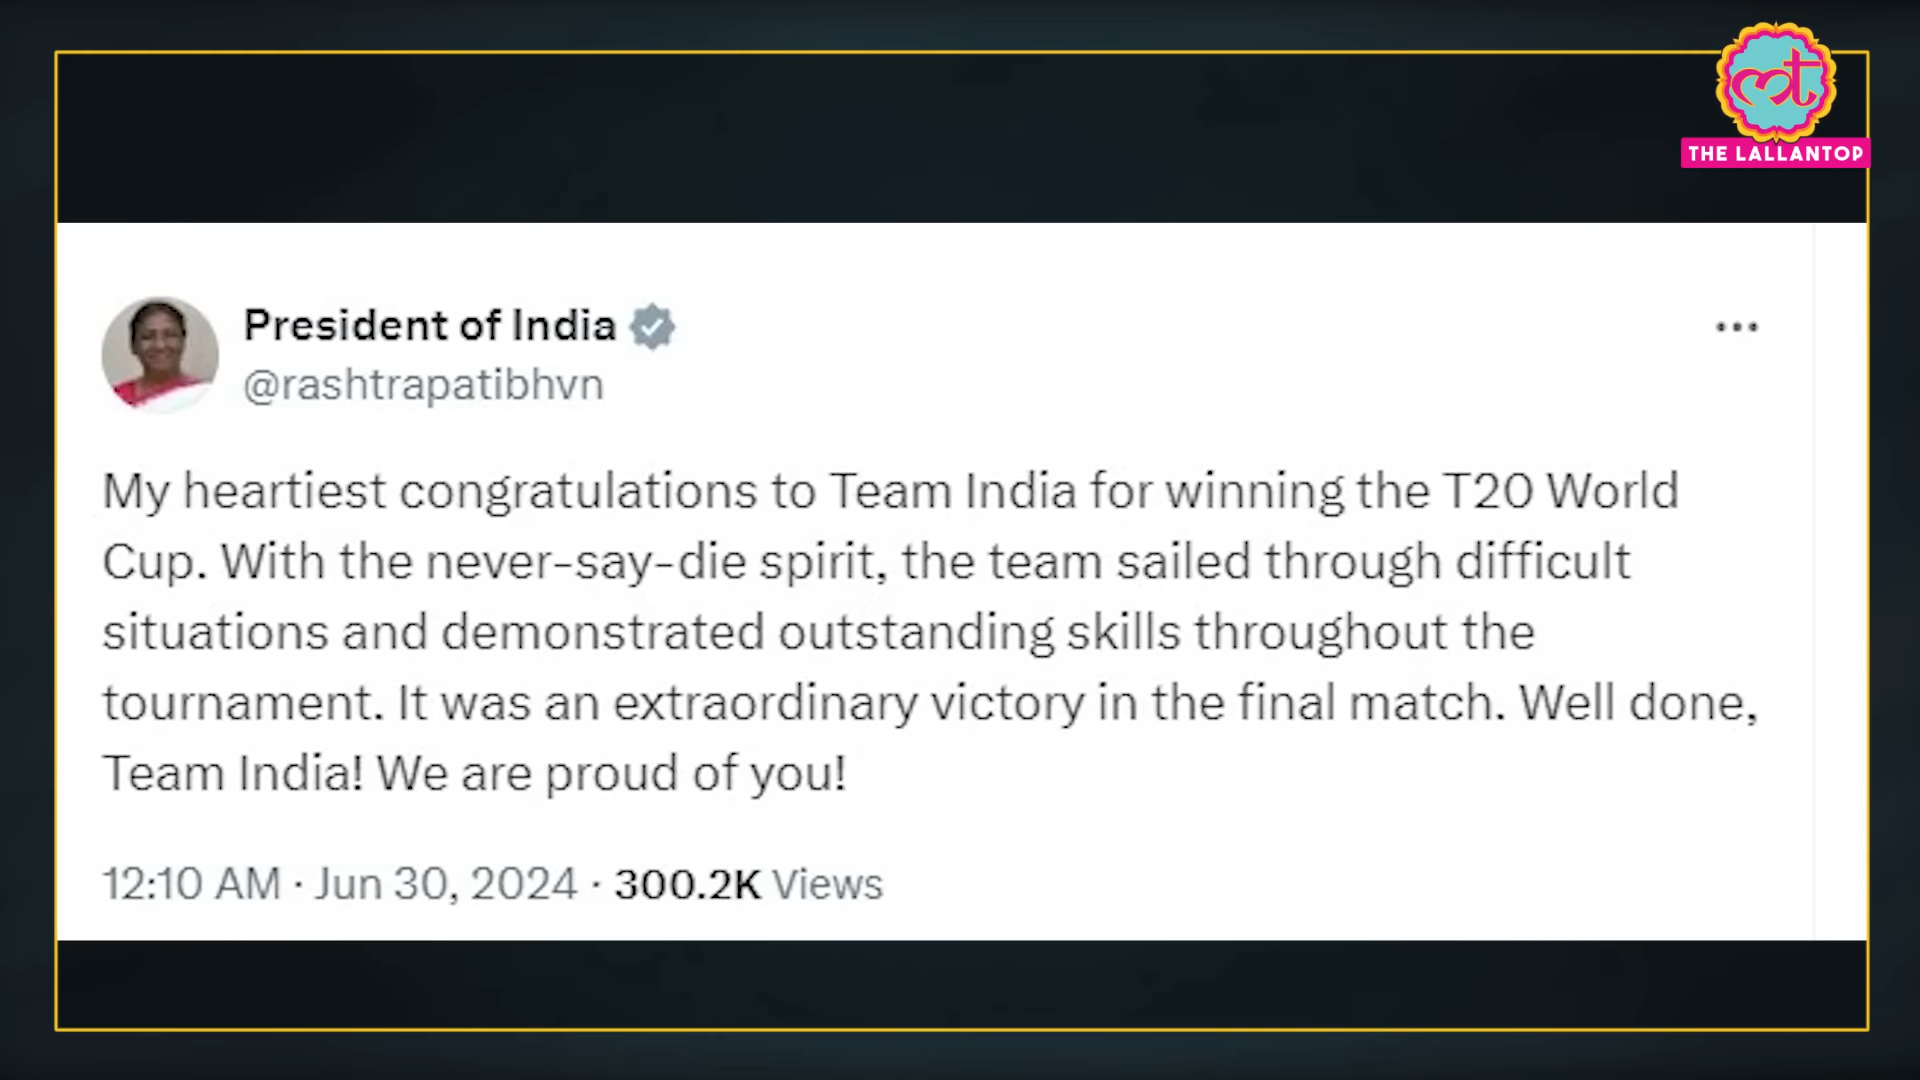 THE LALLANTOP
President of India
@rashtrapatibhvn
My heartiest congratulations to Team India for winning the T20 World
Cup. With the never-say-die spirit, the team sailed through difficult
situations and demonstrated outstanding skills throughout the
tournament. It was an extraordinary victory in the final match. Well done,
Team India! We are proud of you!
12:10 AM · Jun 30, 2024 · 300.2K Views